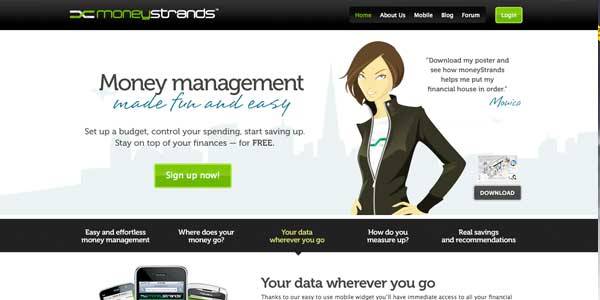 moneystrands™
Home About Us Mobile Blog Forum Login
Money management
made fun and easy
Set up a budget, control your spending, start saving up.
Stay on top of your finances — for FREE.
Sign up now!
"Download my poster and
see how moneyStrands
helps me put my
financial house in order."
Monica
DOWNLOAD
Easy and effortless
money management
Where does your
money go?
Your data
wherever you go
How do you
measure up?
Real savings
and recommendations
Your data wherever you go
Thanks to our easy to use mobile widget you'll have immediate access to all your financial